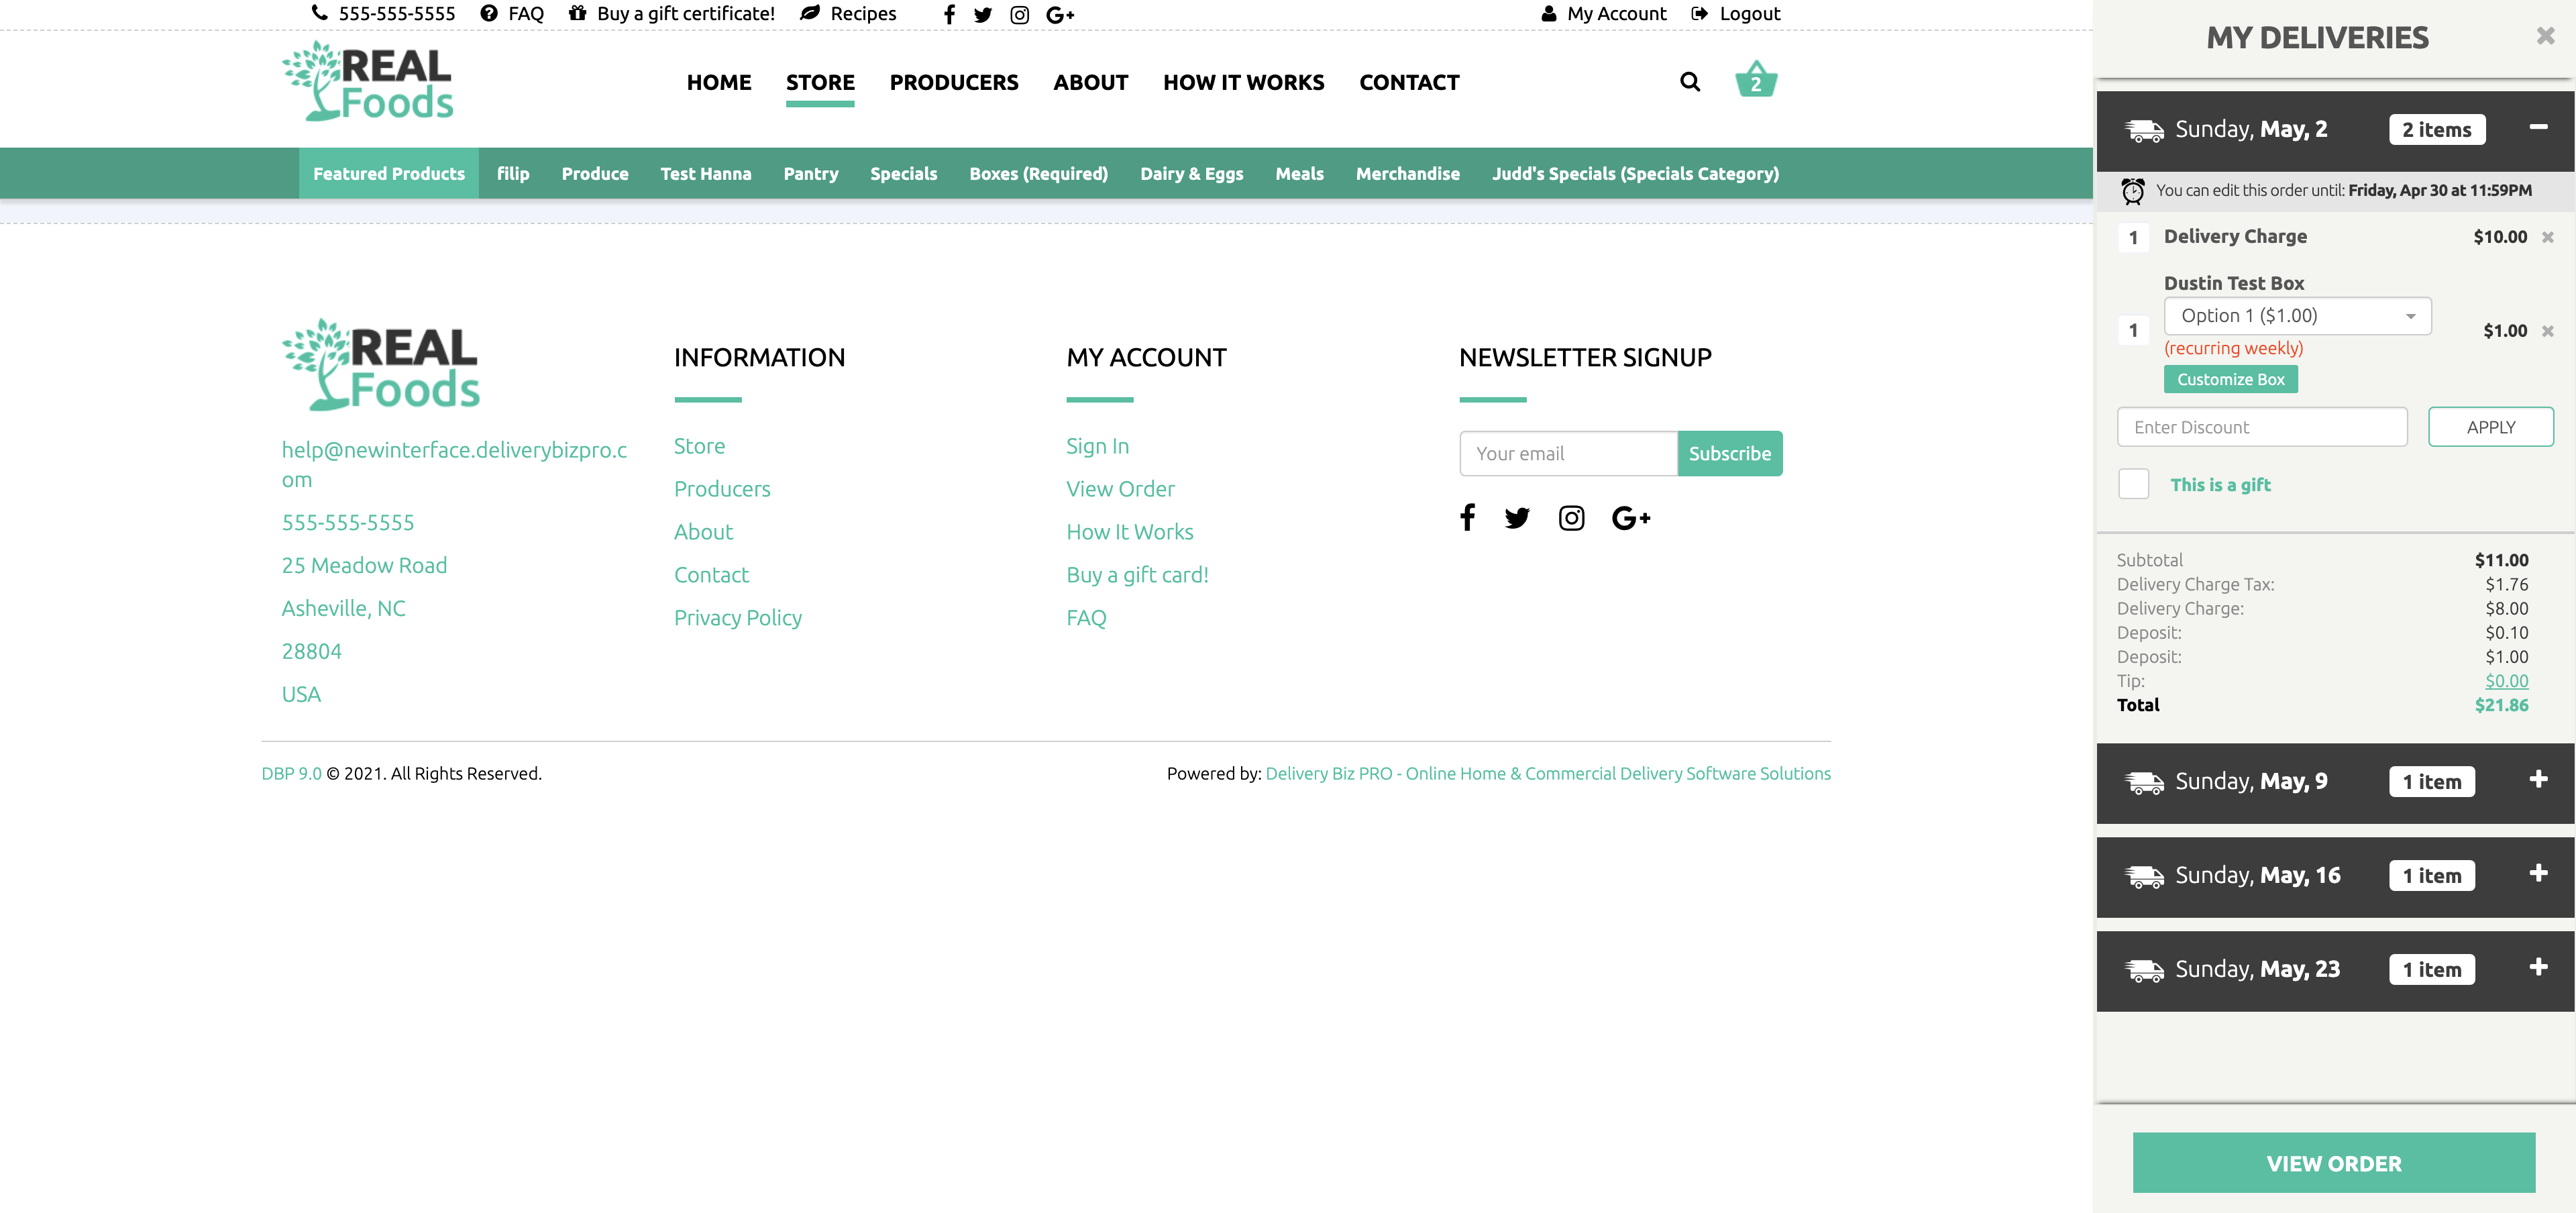 555-555-5555 FAQ Buy a gift certificate! Recipes G+ My Account Logout
REAL
Foods
HOME STORE PRODUCERS ABOUT HOW IT WORKS CONTACT 2
Featured Products filip Produce Test Hanna Pantry Specials Boxes (Required) Dairy & Eggs Meals Merchandise Judd's Specials (Specials Category)
REAL
Foods
help@newinterface.deliverybizpro.c
om
555-555-5555
25 Meadow Road
Asheville, NC
28804
USA
INFORMATION
Store
Producers
About
Contact
Privacy Policy
MY ACCOUNT
Sign In
View Order
How It Works
Buy a gift card!
FAQ
NEWSLETTER SIGNUP
Your email Subscribe
G+
DBP 9.0 © 2021. All Rights Reserved.
Powered by: Delivery Biz PRO - Online Home & Commercial Delivery Software Solutions
MY DELIVERIES
Sunday, May, 2 2 items
You can edit this order until: Friday, Apr 30 at 11:59PM
1 Delivery Charge $10.00
Dustin Test Box
Option 1 ($1.00)
1 $1.00
(recurring weekly)
Customize Box
Enter Discount APPLY
This is a gift
Subtotal $11.00
Delivery Charge Tax: $1.76
Delivery Charge: $8.00
Deposit: $0.10
Deposit: $1.00
Tip: $0.00
Total $21.86
Sunday, May, 9 1 item
Sunday, May, 16 1 item
Sunday, May, 23 1 item
VIEW ORDER